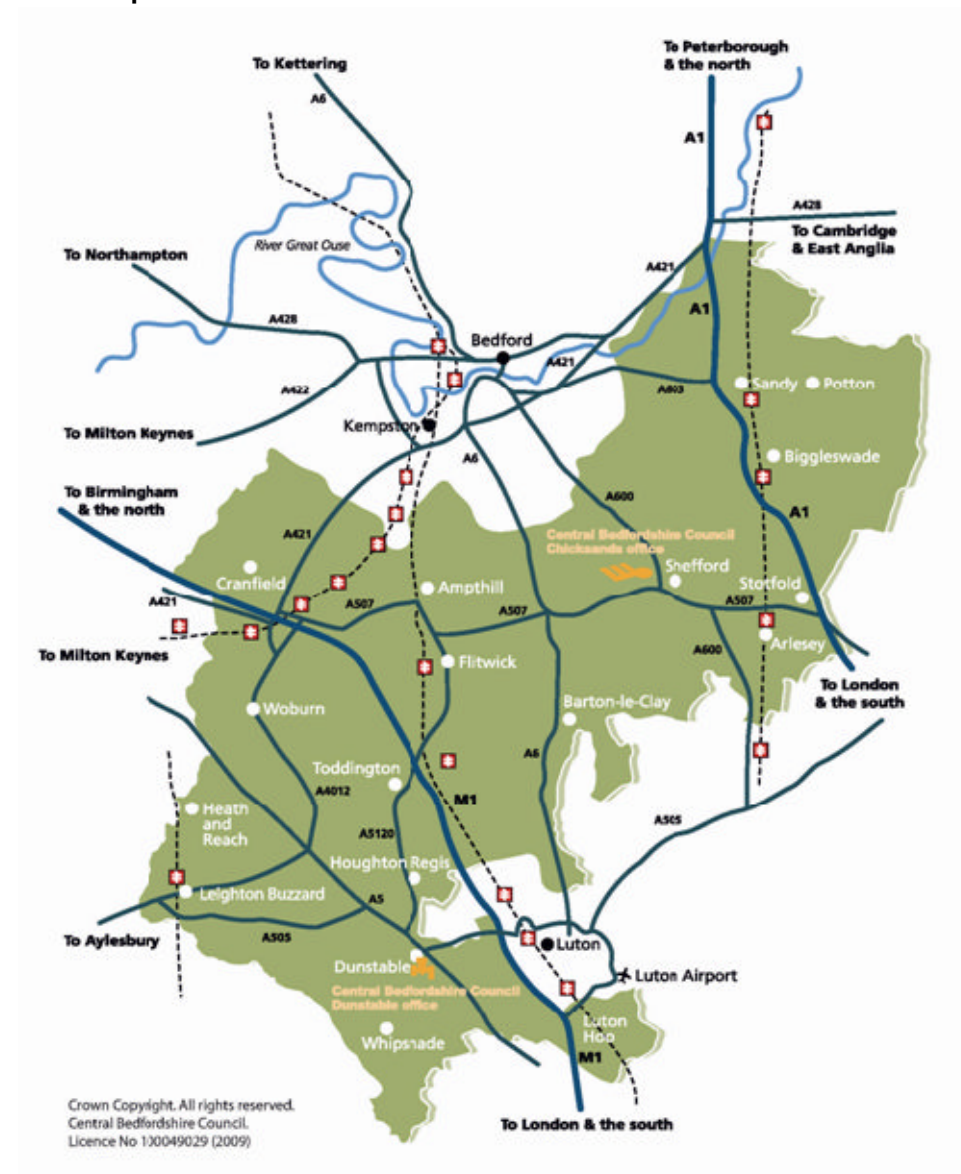 To Peterborough
& the north
To Kettering
A6
A1
A428
To Cambridge
& East Anglia
River Great Ouse
To Northampton
A421
A1
A428
Bedford
A421
A422
A603
Sandy
Potton
Kempston
To Milton Keynes
A6
Biggleswade
To Birmingham
& the north
A600
A1
A421
Central Bedfordshire Council
Chicksands office
Shefford
Cranfield
Ampthill
Stotfold
A421
A507
A507
A507
Arlesey
To Milton Keynes
A600
Flitwick
To London
& the south
Woburn
Barton-le-Clay
A6
Toddington
A4012
M1
Heath
and
Reach
A505
A5120
Houghton Regis
Leighton Buzzard
A5
To Aylesbury
A505
Luton
Dunstable
Luton Airport
Central Bedfordshire Council
Dunstable office
Luton
Hoo
Whipsnade
M1
Crown Copyright. All rights reserved.
Central Bedfordshire Council.
Licence No 100049029 (2009)
To London & the south